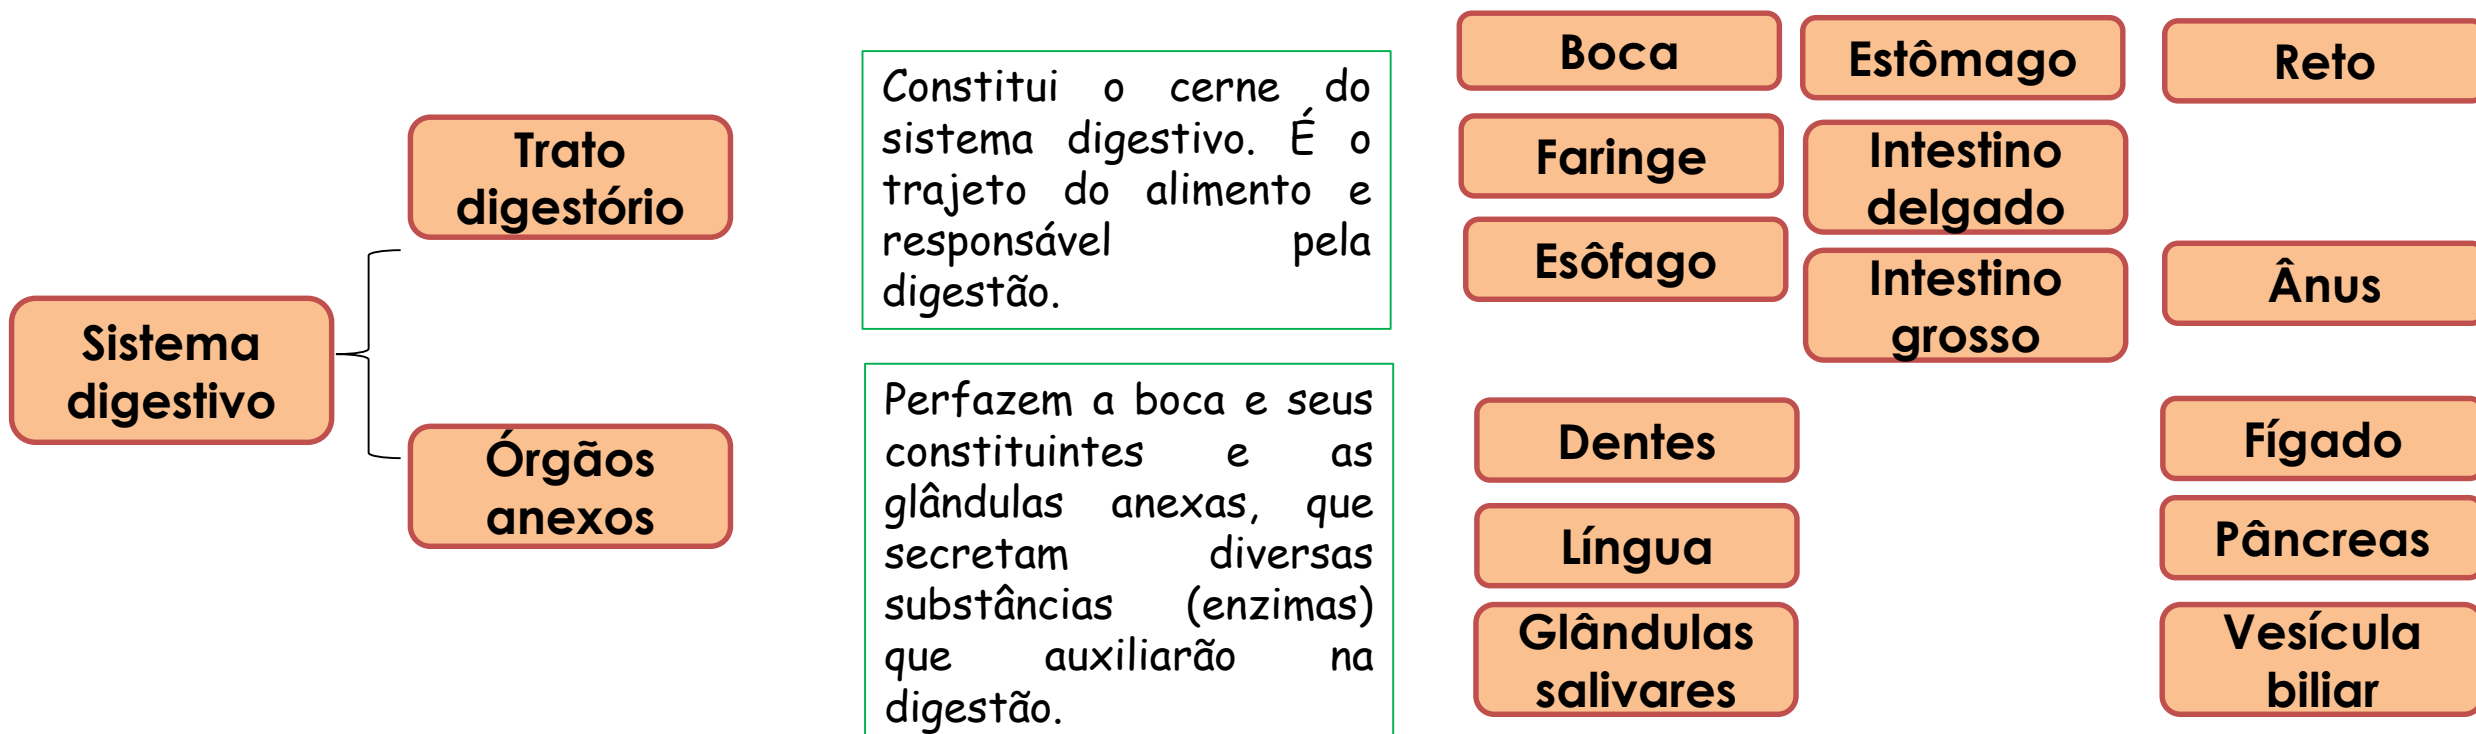 Sistema
digestivo
Trato
digestório
Órgãos
anexos
Constitui o cerne do
sistema digestivo. É o
trajeto do alimento e
responsável pela
digestão.
Perfazem a boca e seus
constituintes e as
glândulas anexas, que
secretam diversas
substâncias (enzimas)
que auxiliarão na
digestão.
Boca
Faringe
Esôfago
Estômago
Intestino
delgado
Intestino
grosso
Reto
Ânus
Dentes
Língua
Glândulas
salivares
Fígado
Pâncreas
Vesícula
biliar